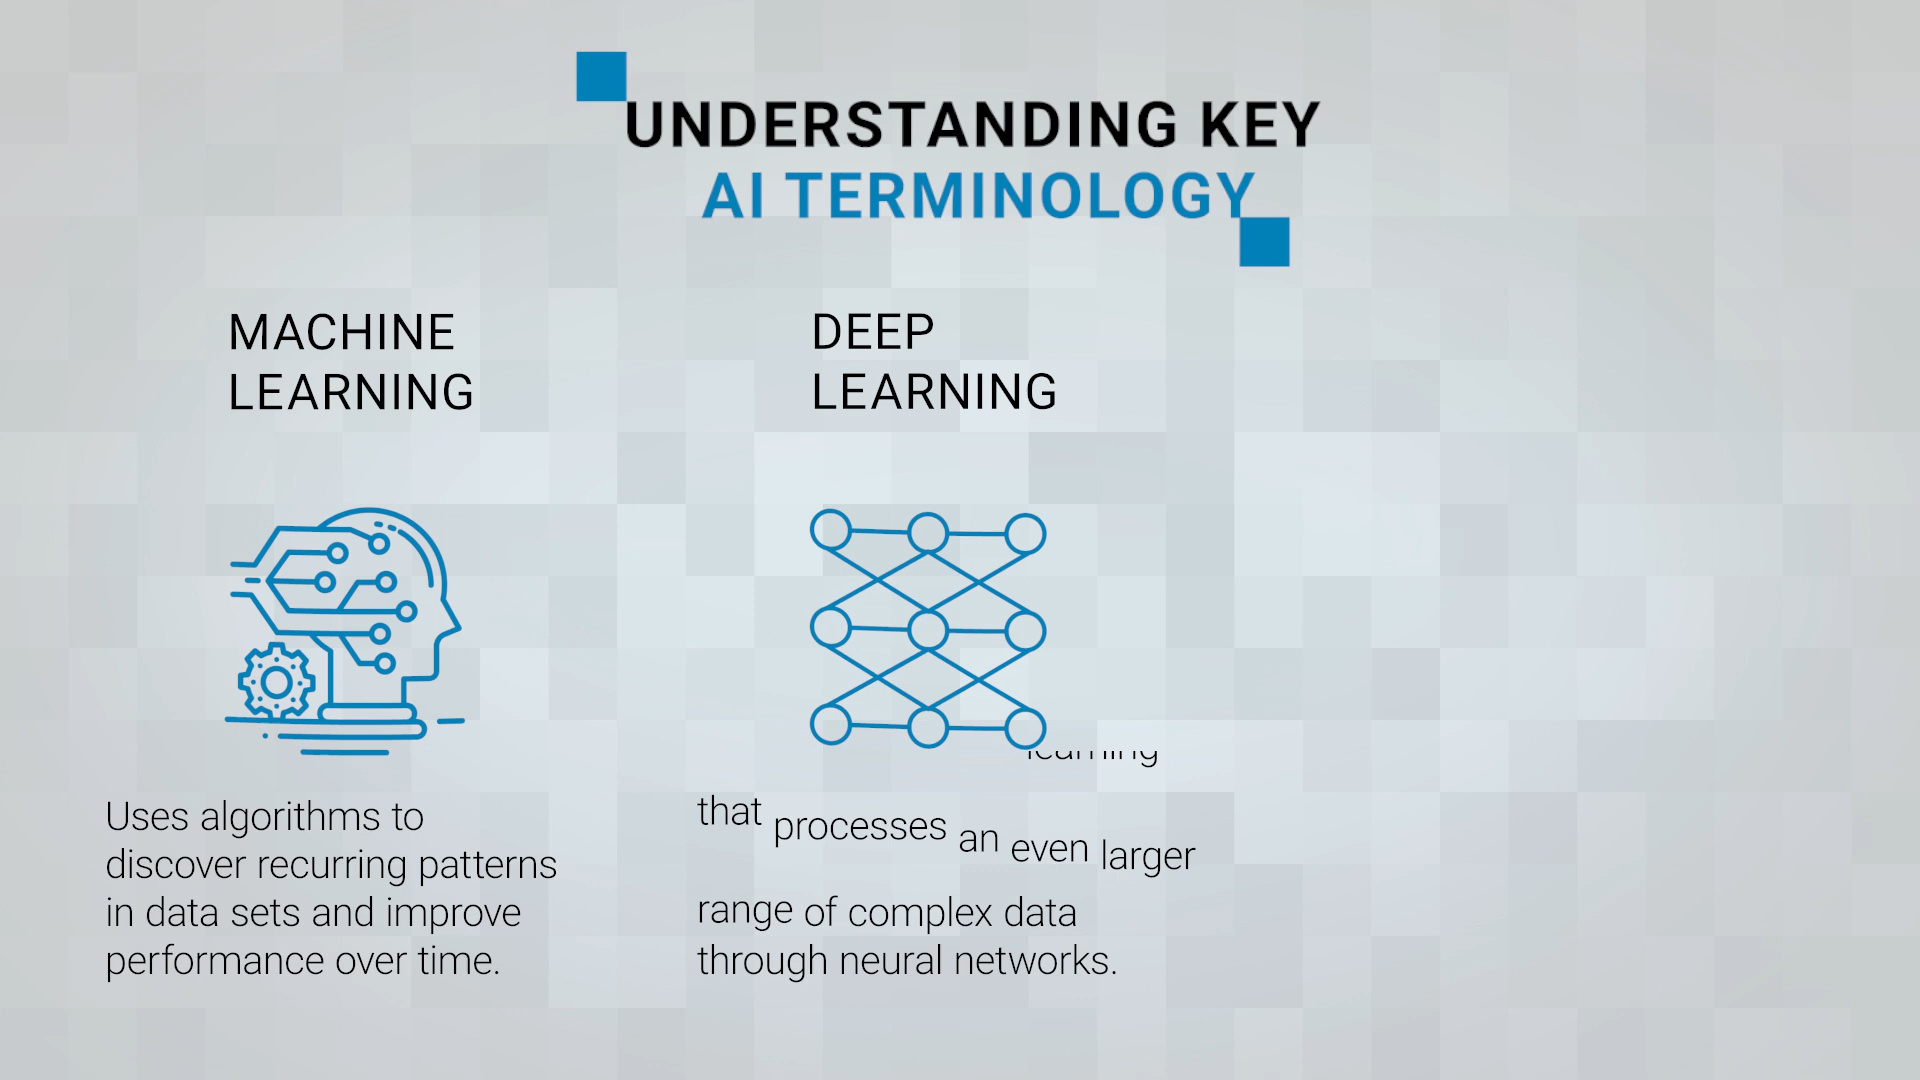 UNDERSTANDING KEY
AI TERMINOLOGY
MACHINE
LEARNING
Uses algorithms to
discover recurring patterns
in data sets and improve
performance over time.
DEEP
LEARNING
learning
that processes an even larger
range of complex data
through neural networks.